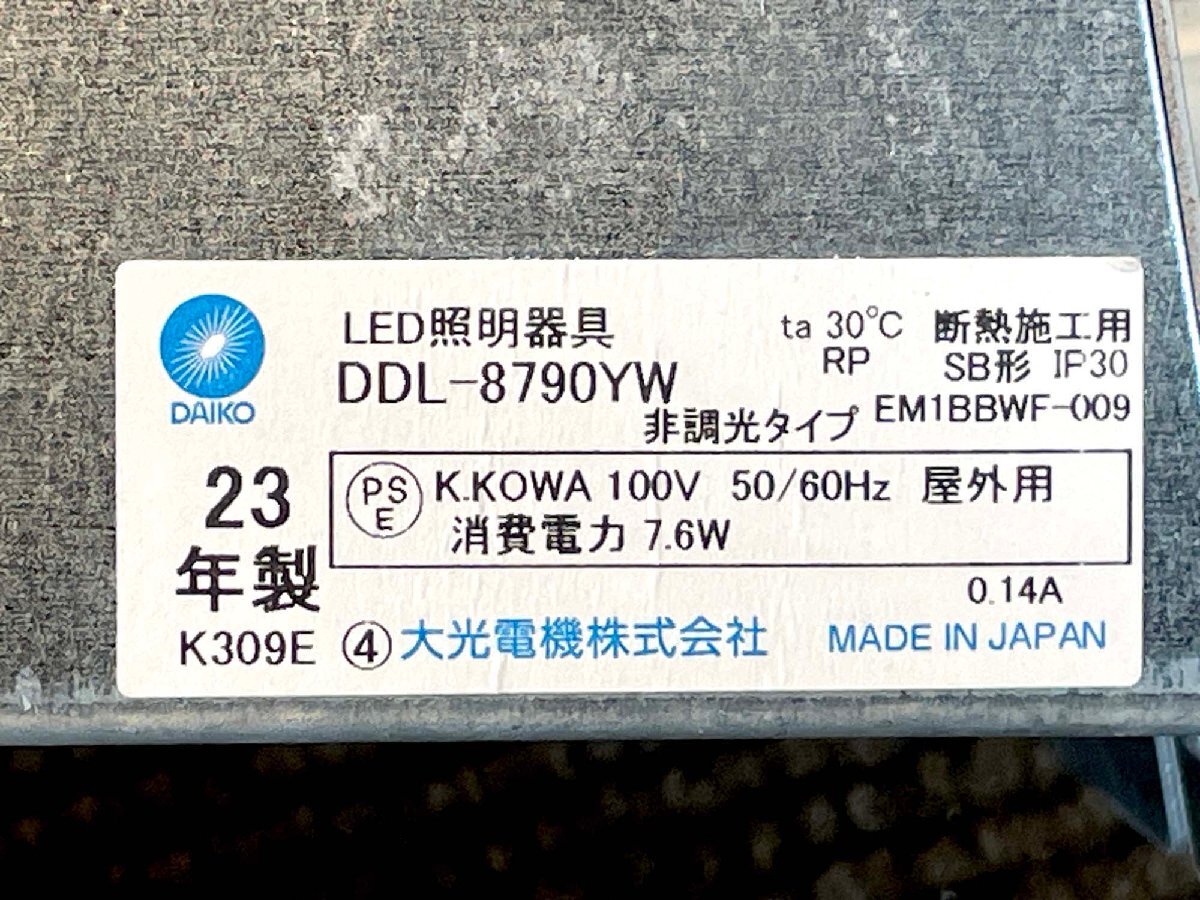 DAIKO
LED照明器具
DDL-8790YW
非調光タイプ
ta 30℃ 断熱施工用
RP SB形 IP30
EM1BBWF-009
23
年製
K309E
PS
E
K.KOWA 100V 50/60Hz 屋外用
消費電力 7.6W
0.14A
④大光電機株式会社 MADE IN JAPAN